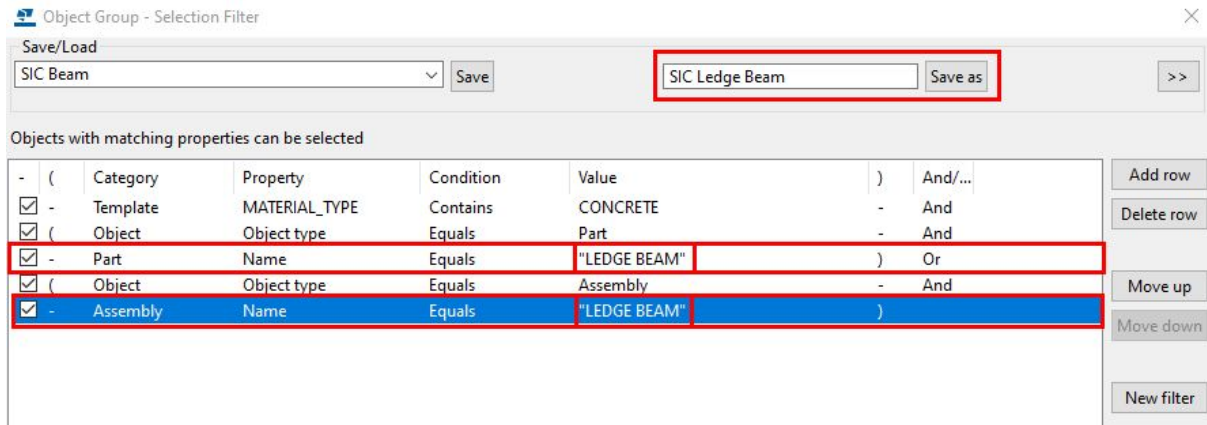 Object Group - Selection Filter
Save/Load
SIC Beam Save SIC Ledge Beam Save as >>
Objects with matching properties can be selected
- ( Category Property Condition Value ) And/...
- Template MATERIAL_TYPE Contains CONCRETE - And
( Object Object type Equals Part - And
- Part Name Equals "LEDGE BEAM" ) Or
( Object Object type Equals Assembly - And
- Assembly Name Equals "LEDGE BEAM" )
Add row
Delete row
Move up
Move down
New filter